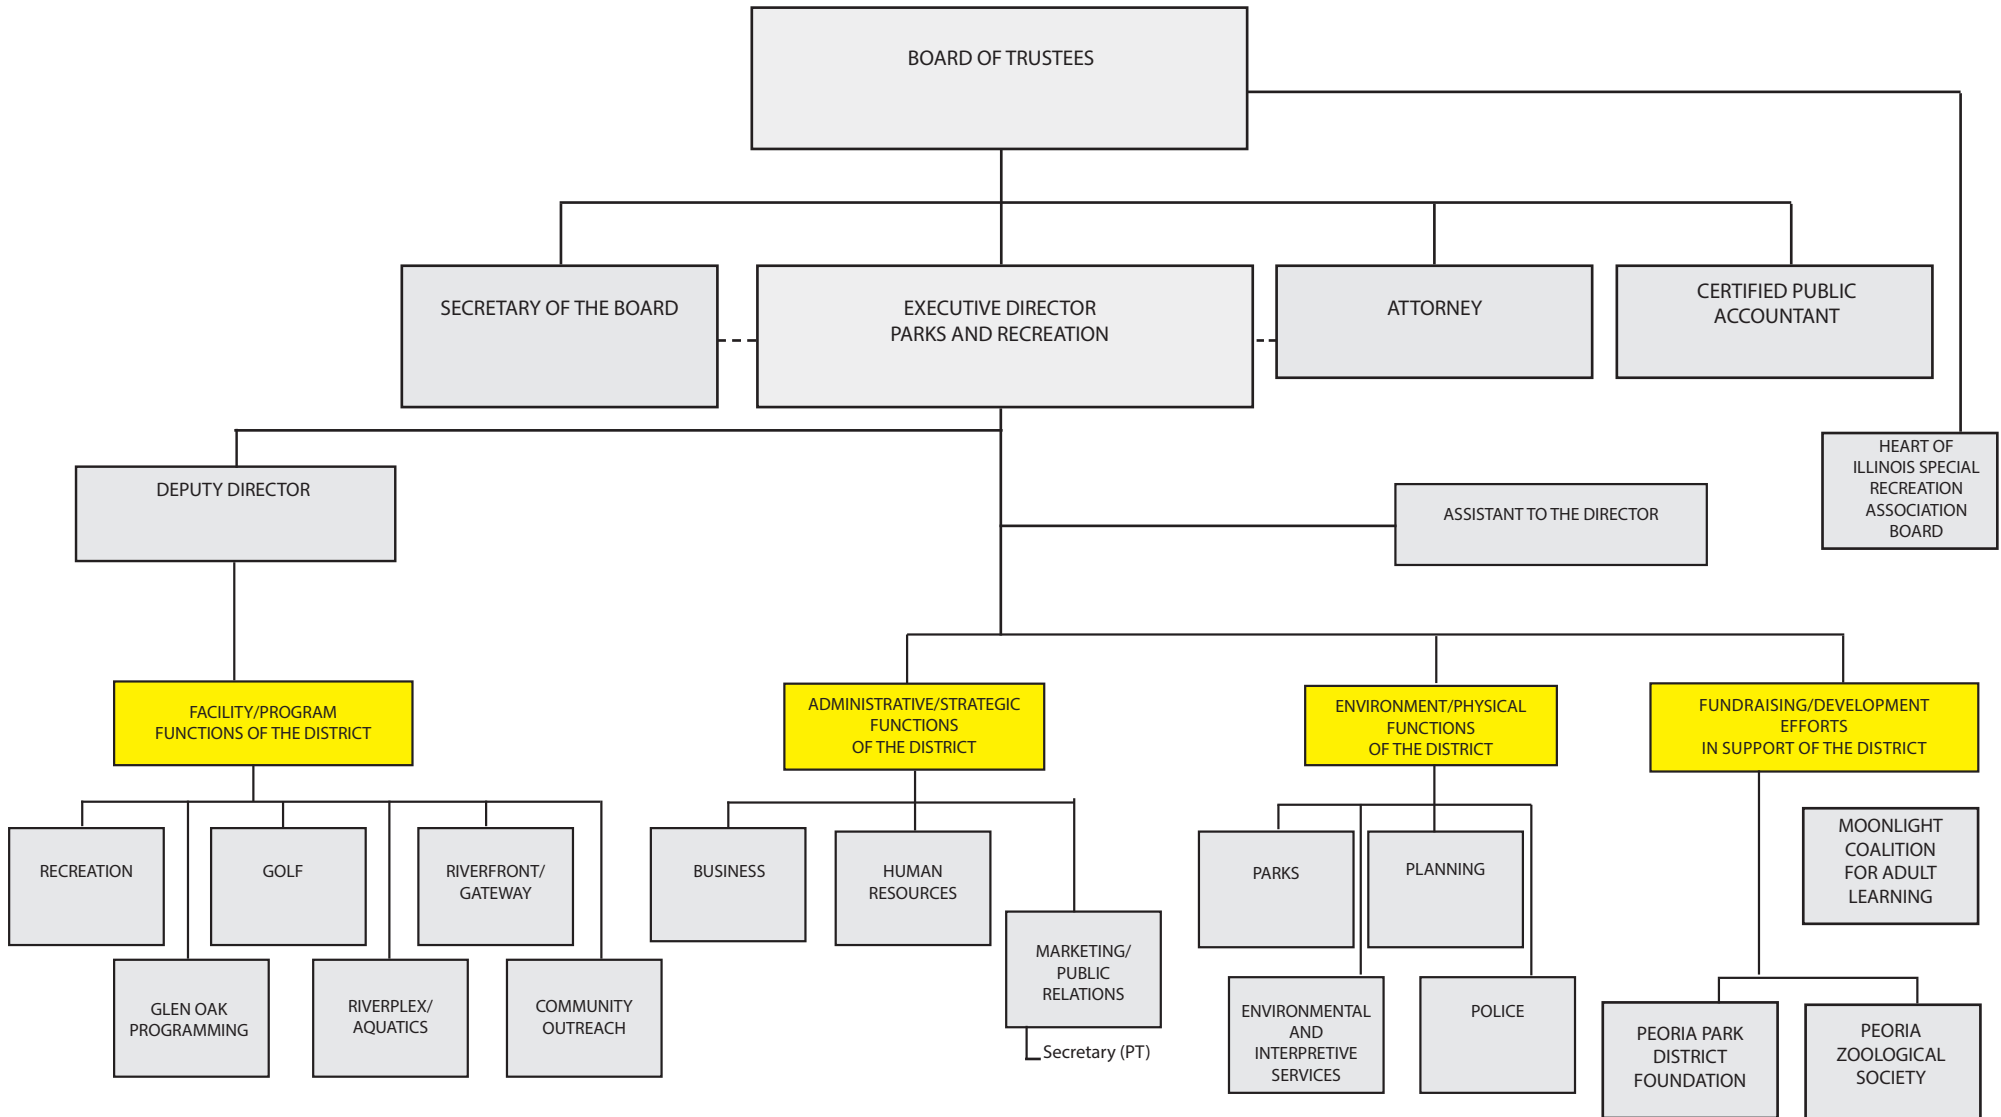 BOARD OF TRUSTEES
SECRETARY OF THE BOARD
EXECUTIVE DIRECTOR
PARKS AND RECREATION
ATTORNEY
CERTIFIED PUBLIC
ACCOUNTANT
HEART OF
ILLINOIS SPECIAL
RECREATION
ASSOCIATION
BOARD
DEPUTY DIRECTOR
ASSISTANT TO THE DIRECTOR
FACILITY/PROGRAM
FUNCTIONS OF THE DISTRICT
ADMINISTRATIVE/STRATEGIC
FUNCTIONS
OF THE DISTRICT
ENVIRONMENT/PHYSICAL
FUNCTIONS
OF THE DISTRICT
FUNDRAISING/DEVELOPMENT
EFFORTS
IN SUPPORT OF THE DISTRICT
RECREATION
GOLF
RIVERFRONT/
GATEWAY
BUSINESS
HUMAN
RESOURCES
PARKS
PLANNING
MOONLIGHT
COALITION
FOR ADULT
LEARNING
GLEN OAK
PROGRAMMING
RIVERPLEX/
AQUATICS
COMMUNITY
OUTREACH
MARKETING/
PUBLIC
RELATIONS
Secretary (PT)
ENVIRONMENTAL
AND
INTERPRETIVE
SERVICES
POLICE
PEORIA PARK
DISTRICT
FOUNDATION
PEORIA
ZOOLOGICAL
SOCIETY